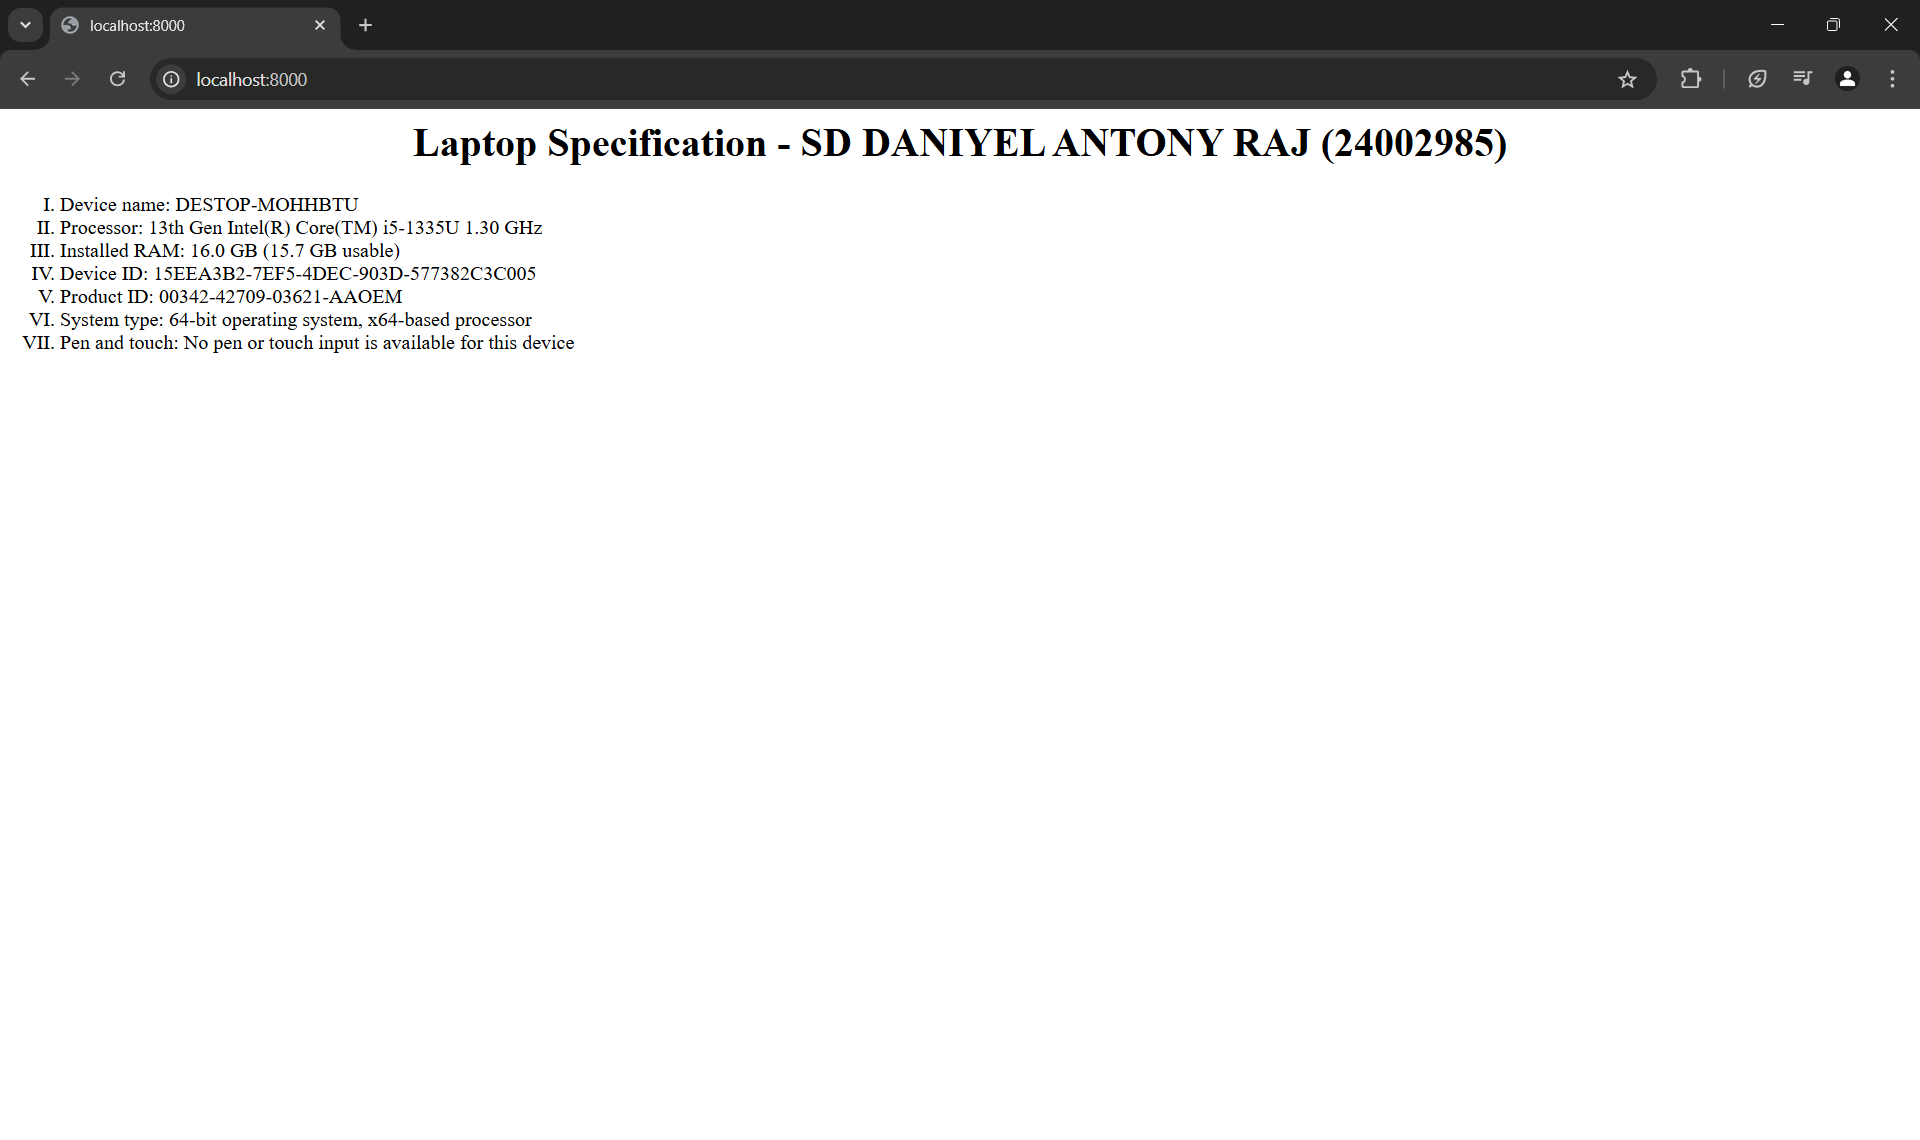 localhost:8000
localhost:8000
Laptop Specification - SD DANIYEL ANTONY RAJ (24002985)
I. Device name: DESTOP-MOHHBTU
II. Processor: 13th Gen Intel(R) Core(TM) i5-1335U 1.30 GHz
III. Installed RAM: 16.0 GB (15.7 GB usable)
IV. Device ID: 15EEA3B2-7EF5-4DEC-903D-577382C3C005
V. Product ID: 00342-42709-03621-AAOEM
VI. System type: 64-bit operating system, x64-based processor
VII. Pen and touch: No pen or touch input is available for this device